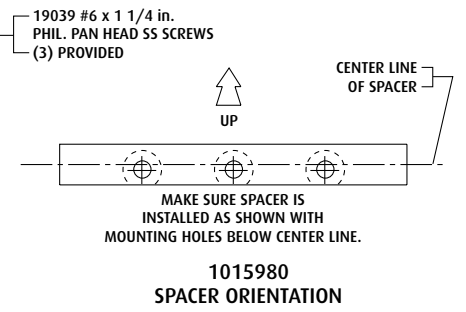 19039 #6 x 1 1/4 in.
PHIL. PAN HEAD SS SCREWS
(3) PROVIDED
CENTER LINE
OF SPACER
UP
MAKE SURE SPACER IS
INSTALLED AS SHOWN WITH
MOUNTING HOLES BELOW CENTER LINE.
1015980
SPACER ORIENTATION